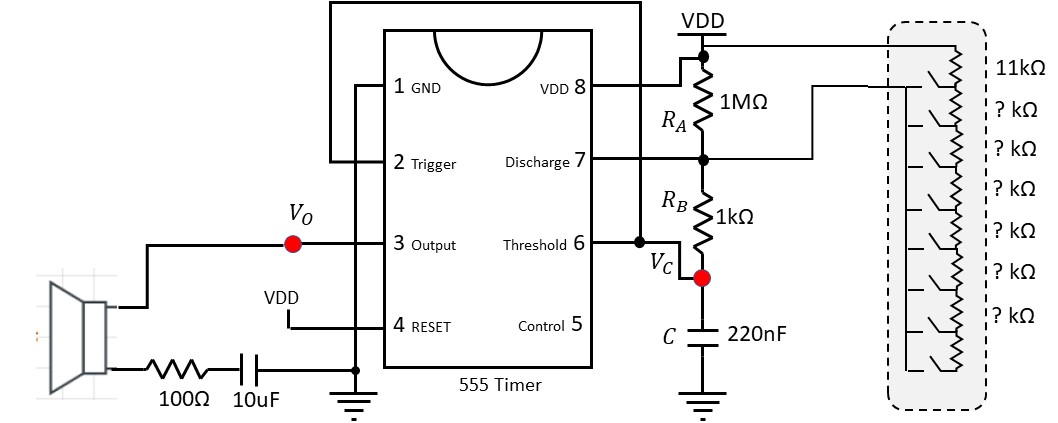 VDD
1 GND
VDD 8
1MΩ
R_A
11kΩ
? kΩ
? kΩ
? kΩ
? kΩ
? kΩ
? kΩ
2 Trigger
Discharge 7
R_B
1kΩ
V_O
3 Output
Threshold 6
V_C
VDD
4 RESET
Control 5
C
220nF
555 Timer
100Ω
10uF